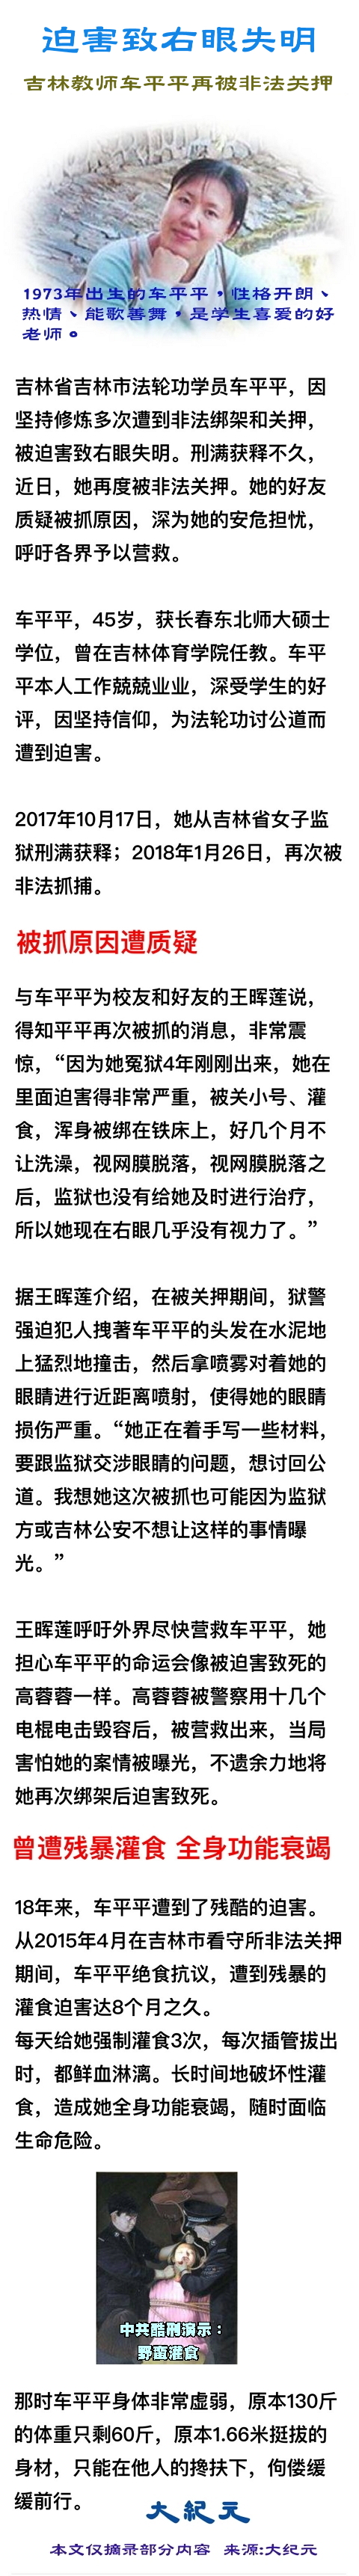 迫害致右眼失明
吉林教师车平平再被非法关押
1973年出生的车平平，性格开朗、
热情、能歌善舞，是学生喜爱的好
老师。
吉林省吉林市法轮功学员车平平，因
坚持修炼多次遭到非法绑架和关押，
被迫害致右眼失明。刑满获释不久，
近日，她再度被非法关押。她的好友
质疑被抓原因，深为她的安危担忧，
呼吁各界予以营救。
车平平，45岁，获长春东北师大硕士
学位，曾在吉林体育学院任教。车平
平本人工作兢兢业业，深受学生的好
评，因坚持信仰，为法轮功讨公道而
遭到迫害。
2017年10月17日，她从吉林省女子监
狱刑满获释；2018年1月26日，再次被
非法抓捕。
被抓原因遭质疑
与车平平为校友和好友的王晖莲说，
得知平平再次被抓的消息，非常震
惊，“因为她冤狱4年刚刚出来，她在
里面迫害得非常严重，被关小号、灌
食，浑身被绑在铁床上，好几个月不
让洗澡，视网膜脱落，视网膜脱落之
后，监狱也没有给她及时进行治疗，
所以她现在右眼几乎没有视力了。”
据王晖莲介绍，在被关押期间，狱警
强迫犯人拽著车平平的头发在水泥地
上猛烈地撞击，然后拿喷雾对着她的
眼睛进行近距离喷射，使得她的眼睛
损伤严重。“她正在着手写一些材料，
要跟监狱交涉眼睛的问题，想讨回公
道。我想她这次被抓也可能因为监狱
方或吉林公安不想让这样的事情曝
光。”
王晖莲呼吁外界尽快营救车平平，她
担心车平平的命运会像被迫害致死的
高蓉蓉一样。高蓉蓉被警察用十几个
电棍电击毁容后，被营救出来，当局
害怕她的案情被曝光，不遗余力地将
她再次绑架后迫害致死。
曾遭残暴灌食 全身功能衰竭
18年来，车平平遭到了残酷的迫害。
从2015年4月在吉林市看守所非法关押
期间，车平平绝食抗议，遭到残暴的
灌食迫害达8个月之久。
每天给她强制灌食3次，每次插管拔出
时，都鲜血淋漓。长时间地破坏性灌
食，造成她全身功能衰竭，随时面临
生命危险。
中共酷刑演示：
野蛮灌食
那时车平平身体非常虚弱，原本130斤
的体重只剩60斤，原本1.66米挺拔的
身材，只能在他人的搀扶下，佝偻缓
缓前行。
大紀元
本文仅摘录部分内容 来源:大纪元